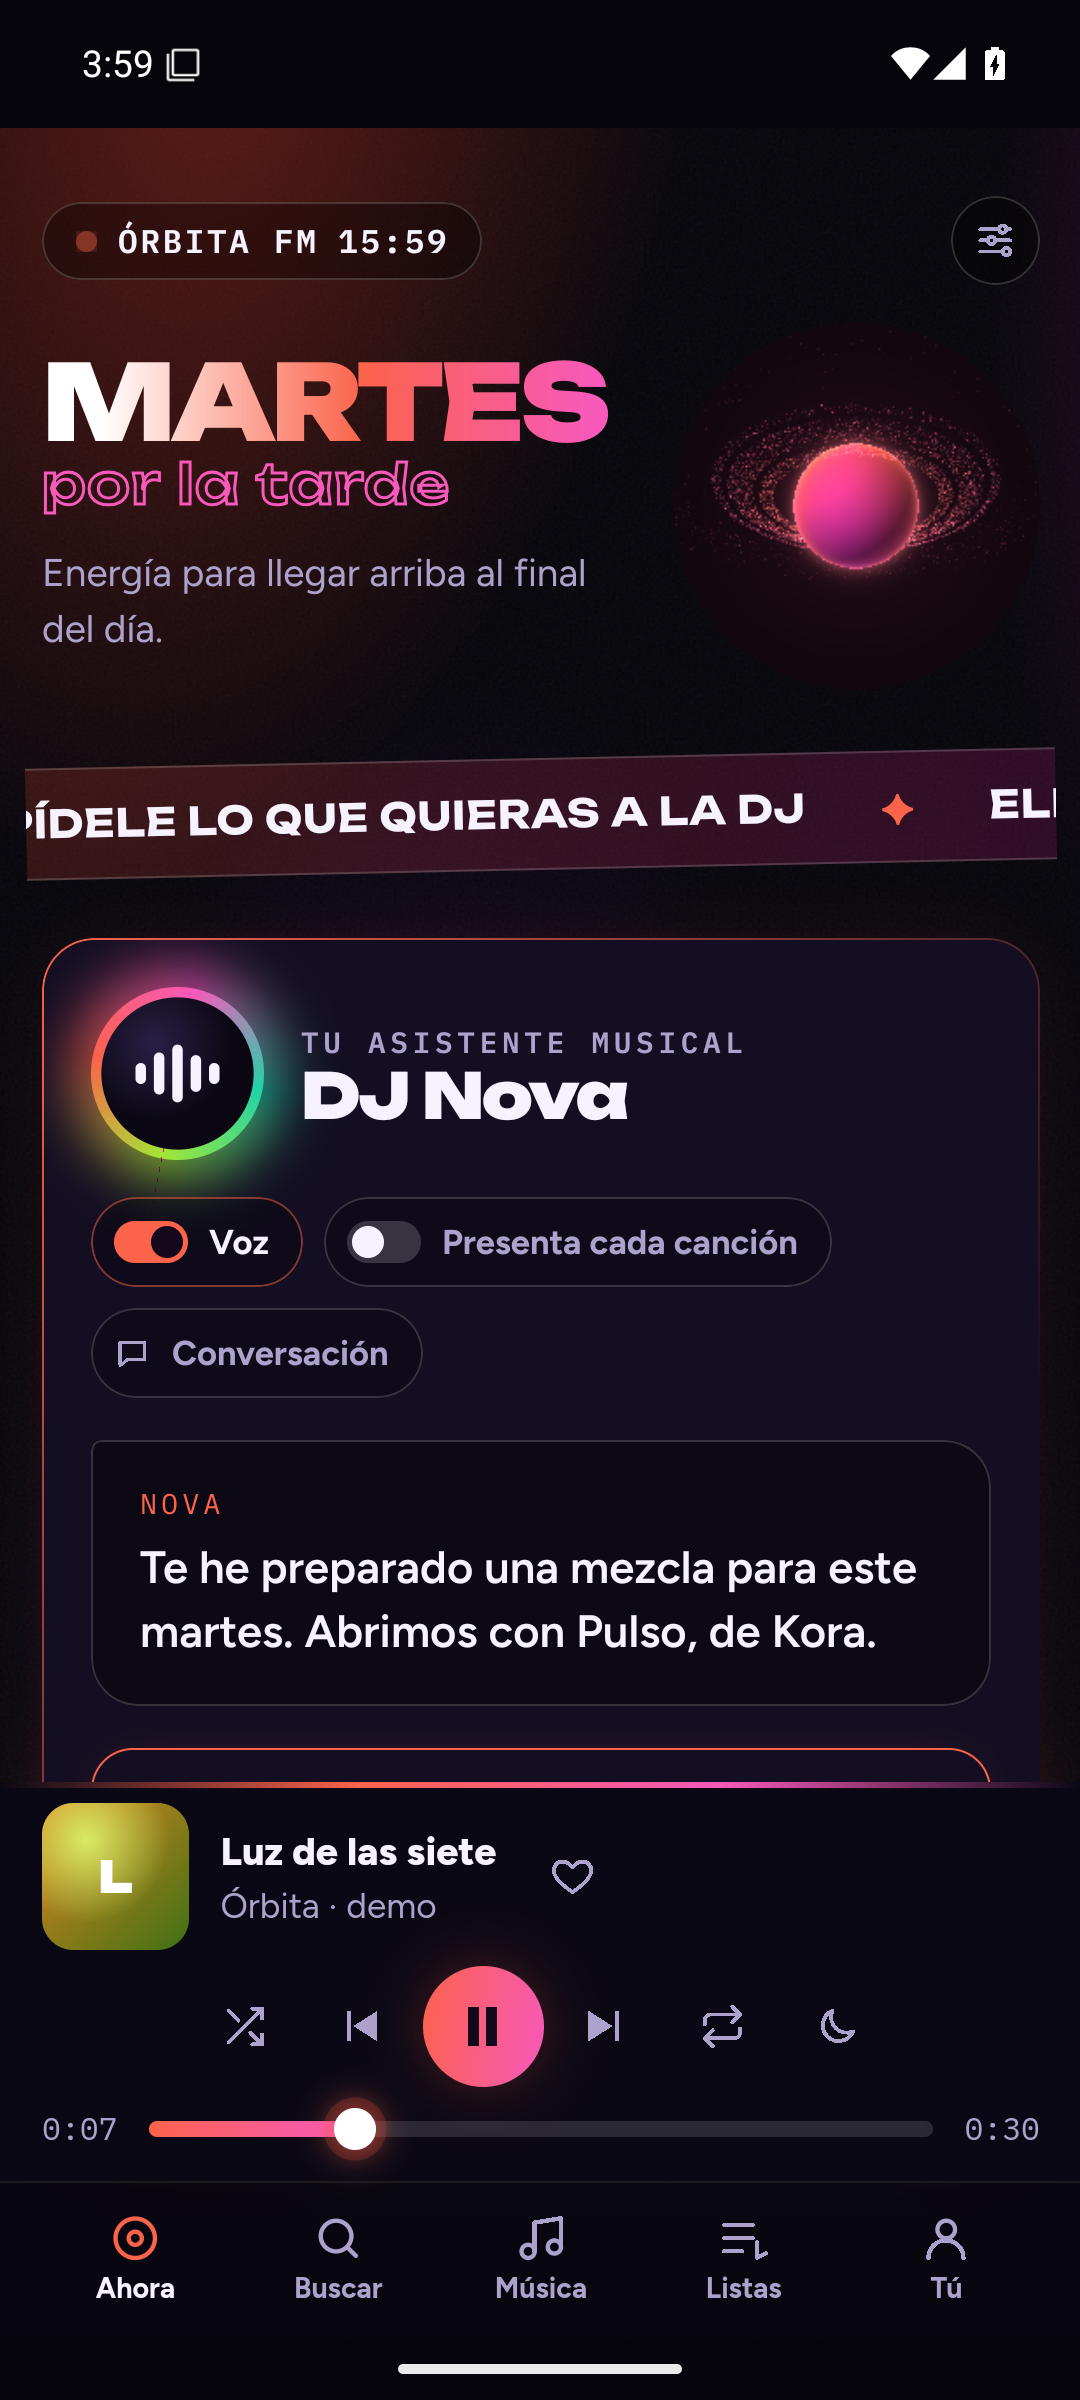 3:59
ÓRBITA FM 15:59
MARTES
por la tarde
Energía para llegar arriba al final
del día.
PÍDELE LO QUE QUIERAS A LA DJ
TU ASISTENTE MUSICAL
DJ Nova
Voz
Presenta cada canción
Conversación
NOVA
Te he preparado una mezcla para este
martes. Abrimos con Pulso, de Kora.
L
Luz de las siete
Órbita · demo
0:07
0:30
Ahora
Buscar
Música
Listas
Tú